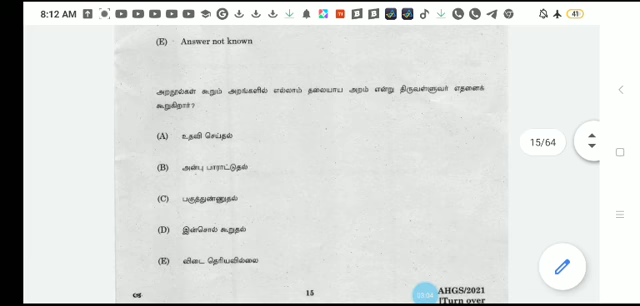 8:12 AM
41
(E) Answer not known
அறநூல்கள் கூறும் அறங்களில் எல்லாம் தலையாய அறம் என்று திருவள்ளுவர் எதனைக்
கூறுகிறார்?
(A) உதவி செய்தல்
15/64
(B) அன்பு பாராட்டுதல்
(C) பகுத்துண்ணுதல்
(D) இன்சொல் கூறுதல்
(E) விடை தெரியவில்லை
15
AHGS/2021
[Turn over